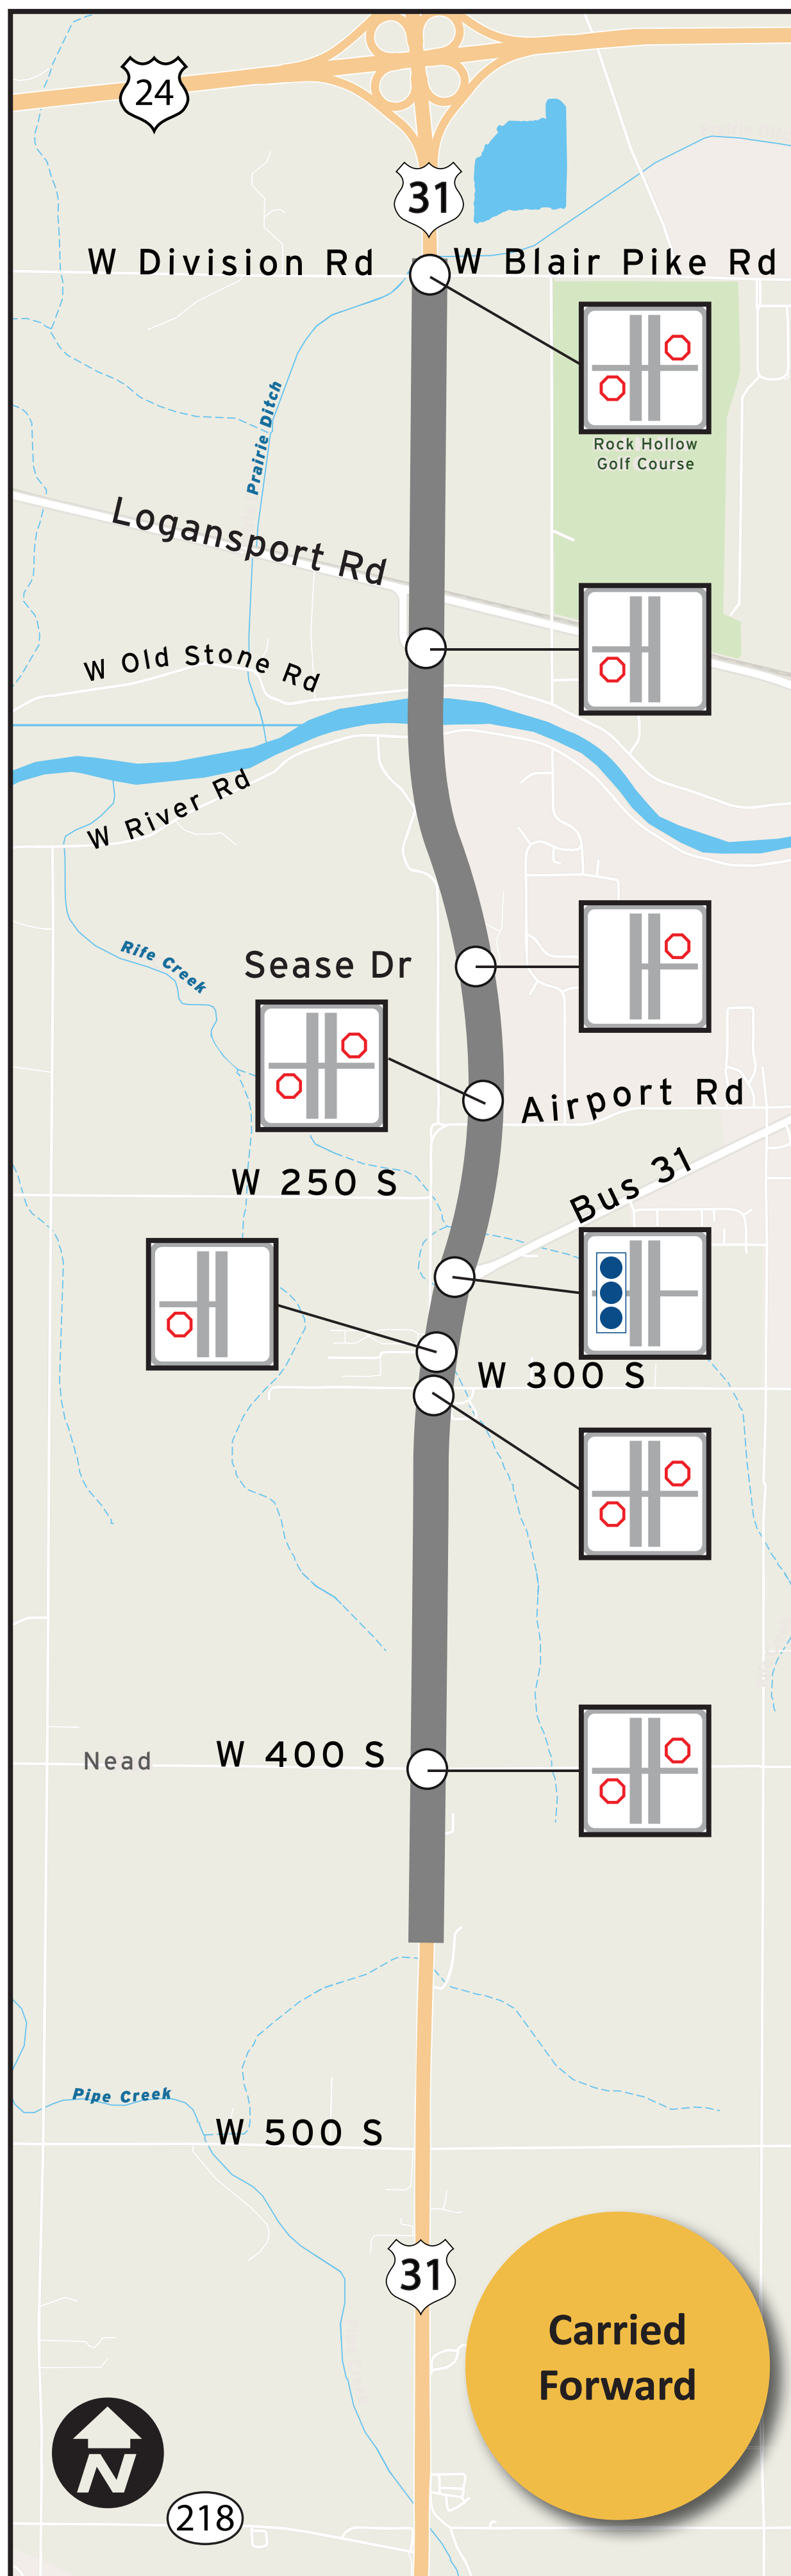 24
31
W Division Rd
W Blair Pike Rd
Prairie Ditch
Rock Hollow
Golf Course
Logansport Rd
W Old Stone Rd
W River Rd
Rife Creek
Sease Dr
Airport Rd
W 250 S
Bus 31
W 300 S
Nead
W 400 S
Pipe Creek
W 500 S
31
Carried
Forward
N
218